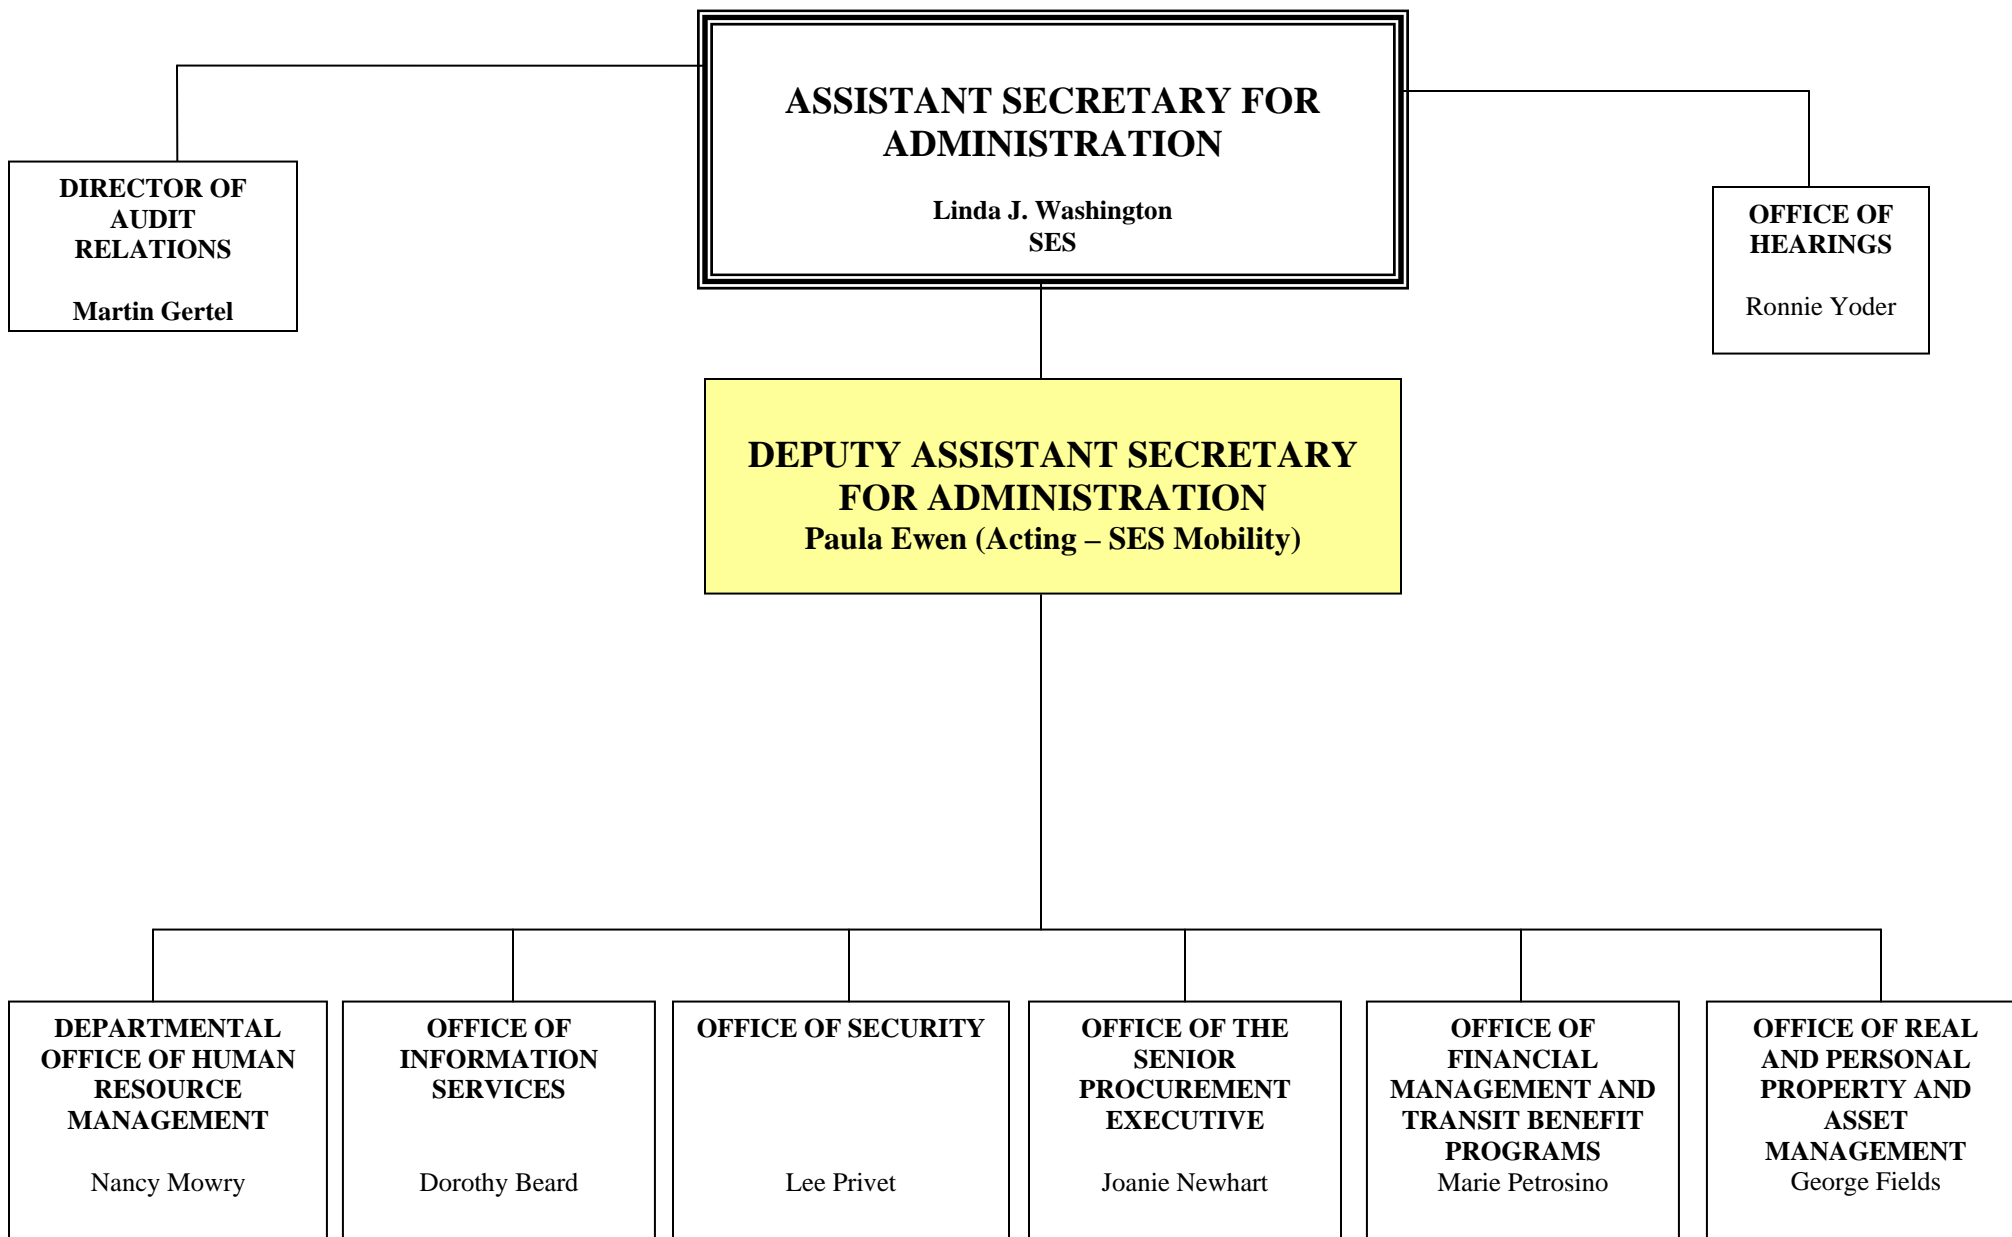 ASSISTANT SECRETARY FOR
ADMINISTRATION
Linda J. Washington
SES
DIRECTOR OF
AUDIT
RELATIONS
Martin Gertel
OFFICE OF
HEARINGS
Ronnie Yoder
DEPUTY ASSISTANT SECRETARY
FOR ADMINISTRATION
Paula Ewen (Acting – SES Mobility)
DEPARTMENTAL
OFFICE OF HUMAN
RESOURCE
MANAGEMENT
Nancy Mowry
OFFICE OF
INFORMATION
SERVICES
Dorothy Beard
OFFICE OF SECURITY
Lee Privet
OFFICE OF THE
SENIOR
PROCUREMENT
EXECUTIVE
Joanie Newhart
OFFICE OF
FINANCIAL
MANAGEMENT AND
TRANSIT BENEFIT
PROGRAMS
Marie Petrosino
OFFICE OF REAL
AND PERSONAL
PROPERTY AND
ASSET
MANAGEMENT
George Fields